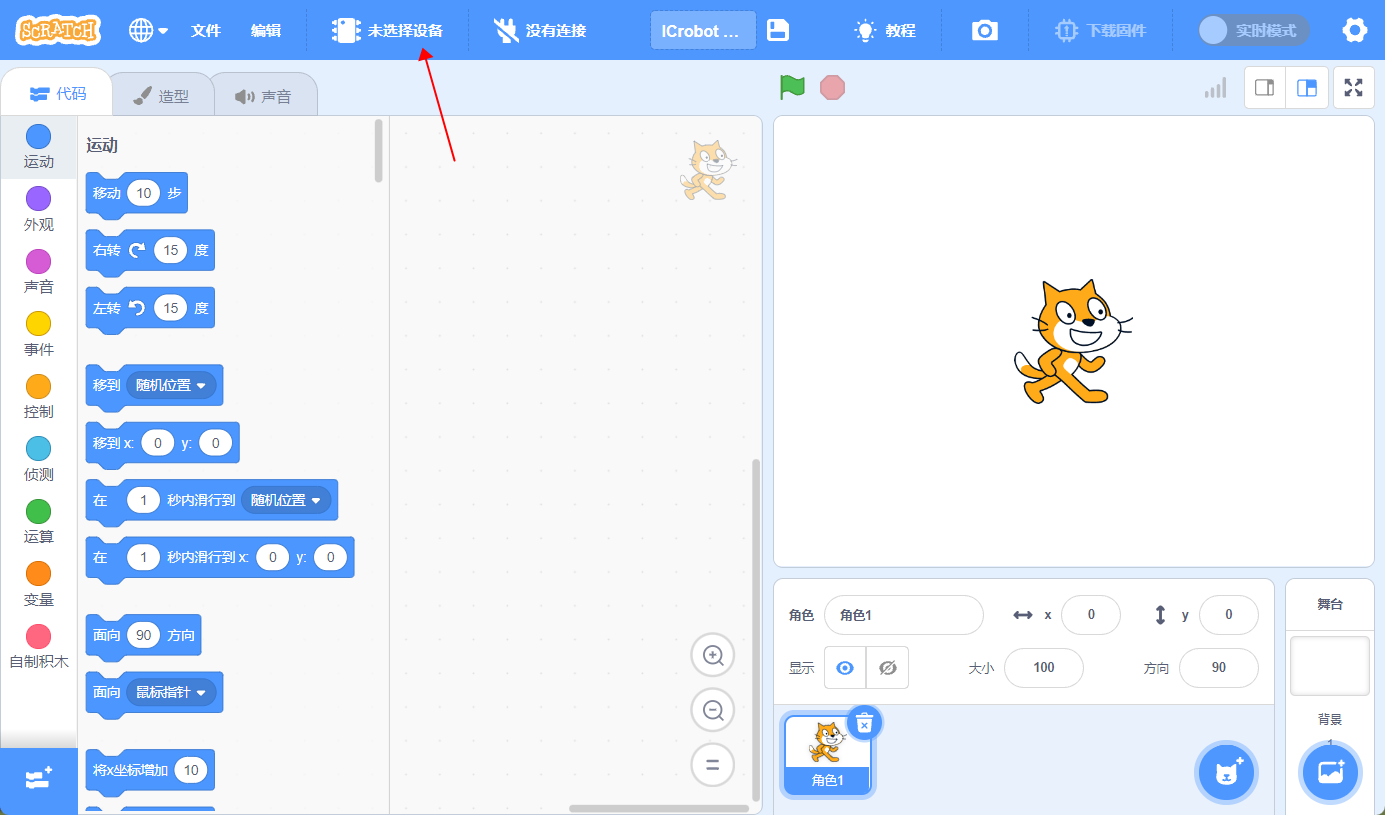 SCRATCH 文件 编辑 未选择设备 没有连接 ICrobot ... 教程 下载固件 实时模式
代码 造型 声音
运动
外观
声音
事件
控制
侦测
运算
变量
自制积木
运动
移动 10 步
右转 15 度
左转 15 度
移到 随机位置
移到 x: 0 y: 0
在 1 秒内滑行到 随机位置
在 1 秒内滑行到 x: 0 y: 0
面向 90 方向
面向 鼠标指针
将x坐标增加 10
角色 角色1 x 0 y 0
显示 大小 100 方向 90
角色1
舞台
背景
1